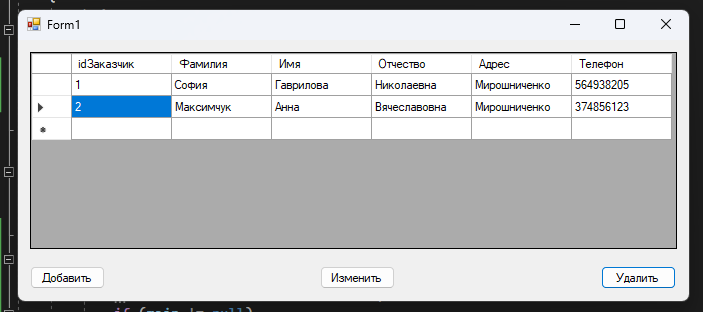 Form1
idЗаказчик Фамилия Имя Отчество Адрес Телефон
1 София Гаврилова Николаевна Мирошниченко 564938205
2 Максимчук Анна Вячеславовна Мирошниченко 374856123
Добавить Изменить Удалить